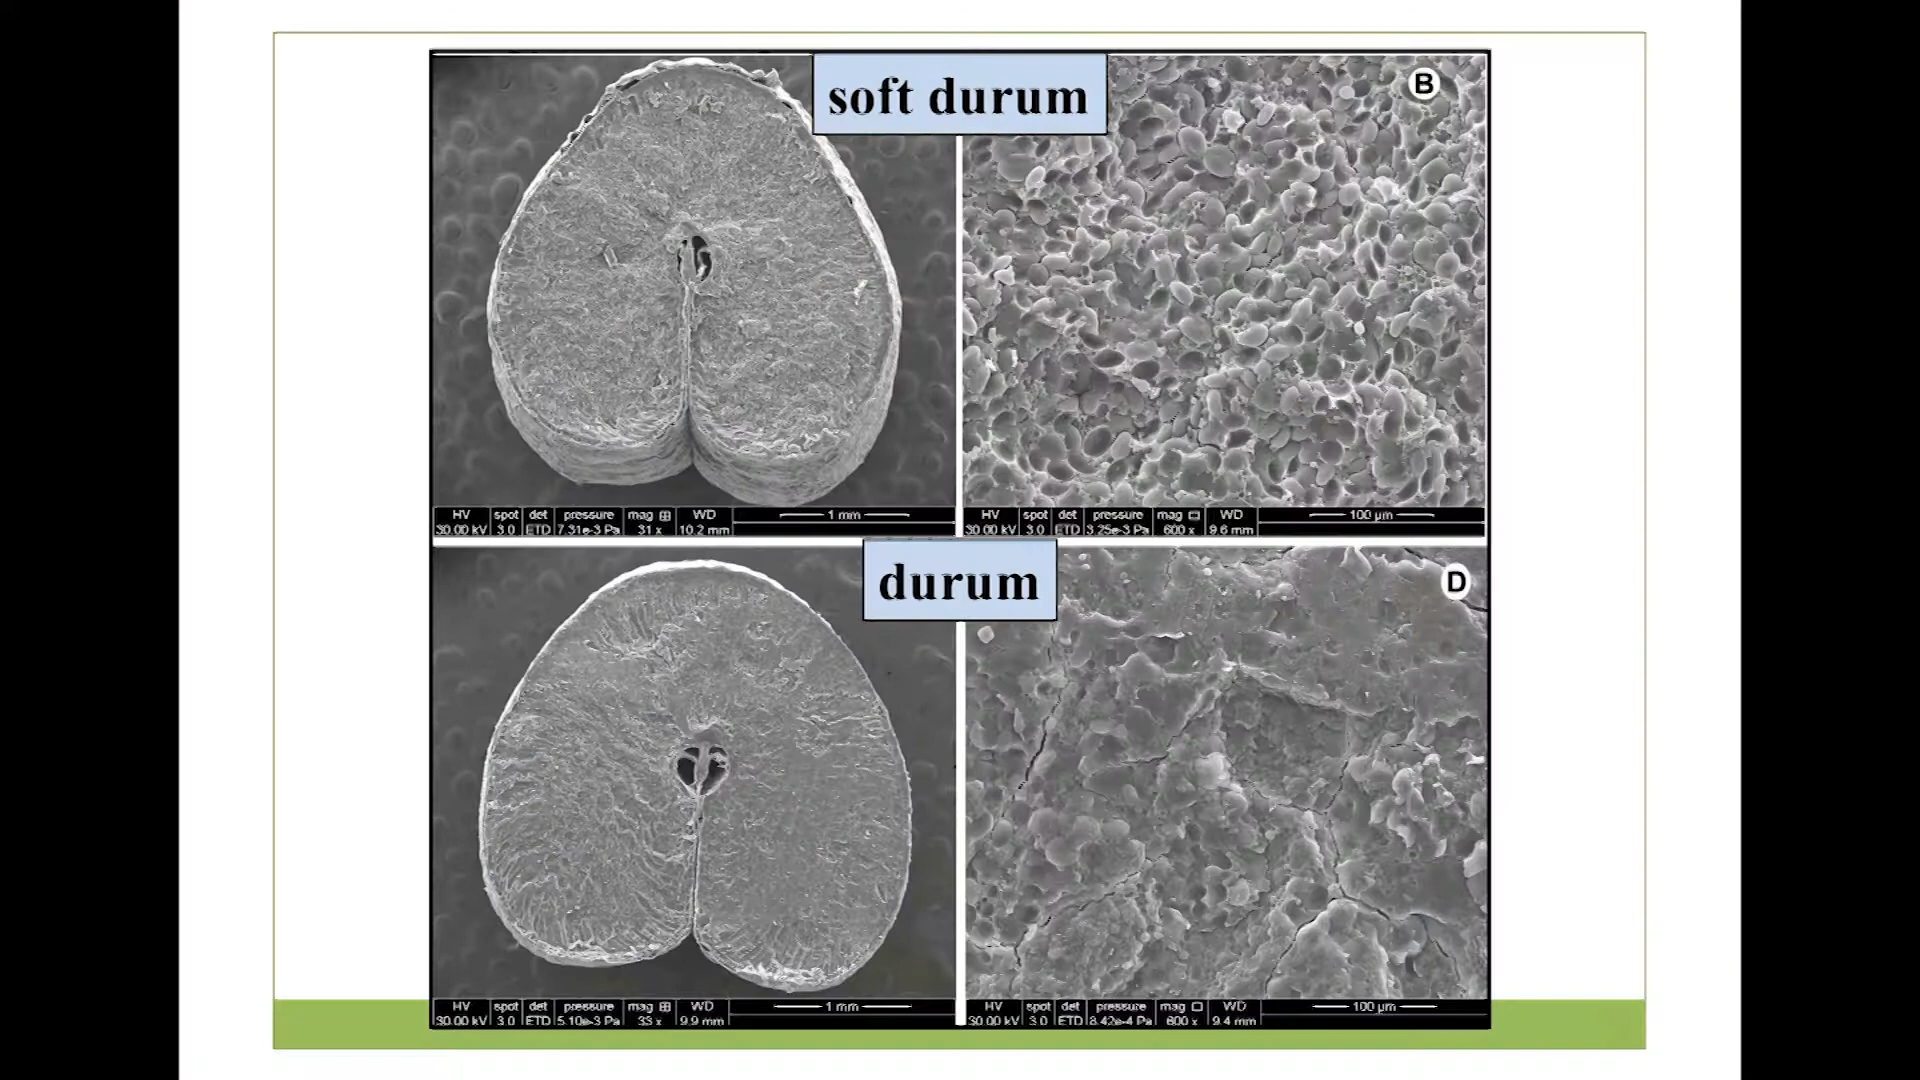 soft durum
B
HV spot det pressure mag WD 1 mm
30.00 kV 3.0 ETD 7.31e-3 Pa 31 x 10.2 mm
HV spot det pressure mag WD 100 µm
30.00 kV 3.0 ETD 3.25e-3 Pa 600 x 9.6 mm
durum
D
HV spot det pressure mag WD 1 mm
30.00 kV 3.0 ETD 5.10e-3 Pa 33 x 9.9 mm
HV spot det pressure mag WD 100 µm
30.00 kV 3.0 ETD 8.42e-4 Pa 600 x 9.4 mm